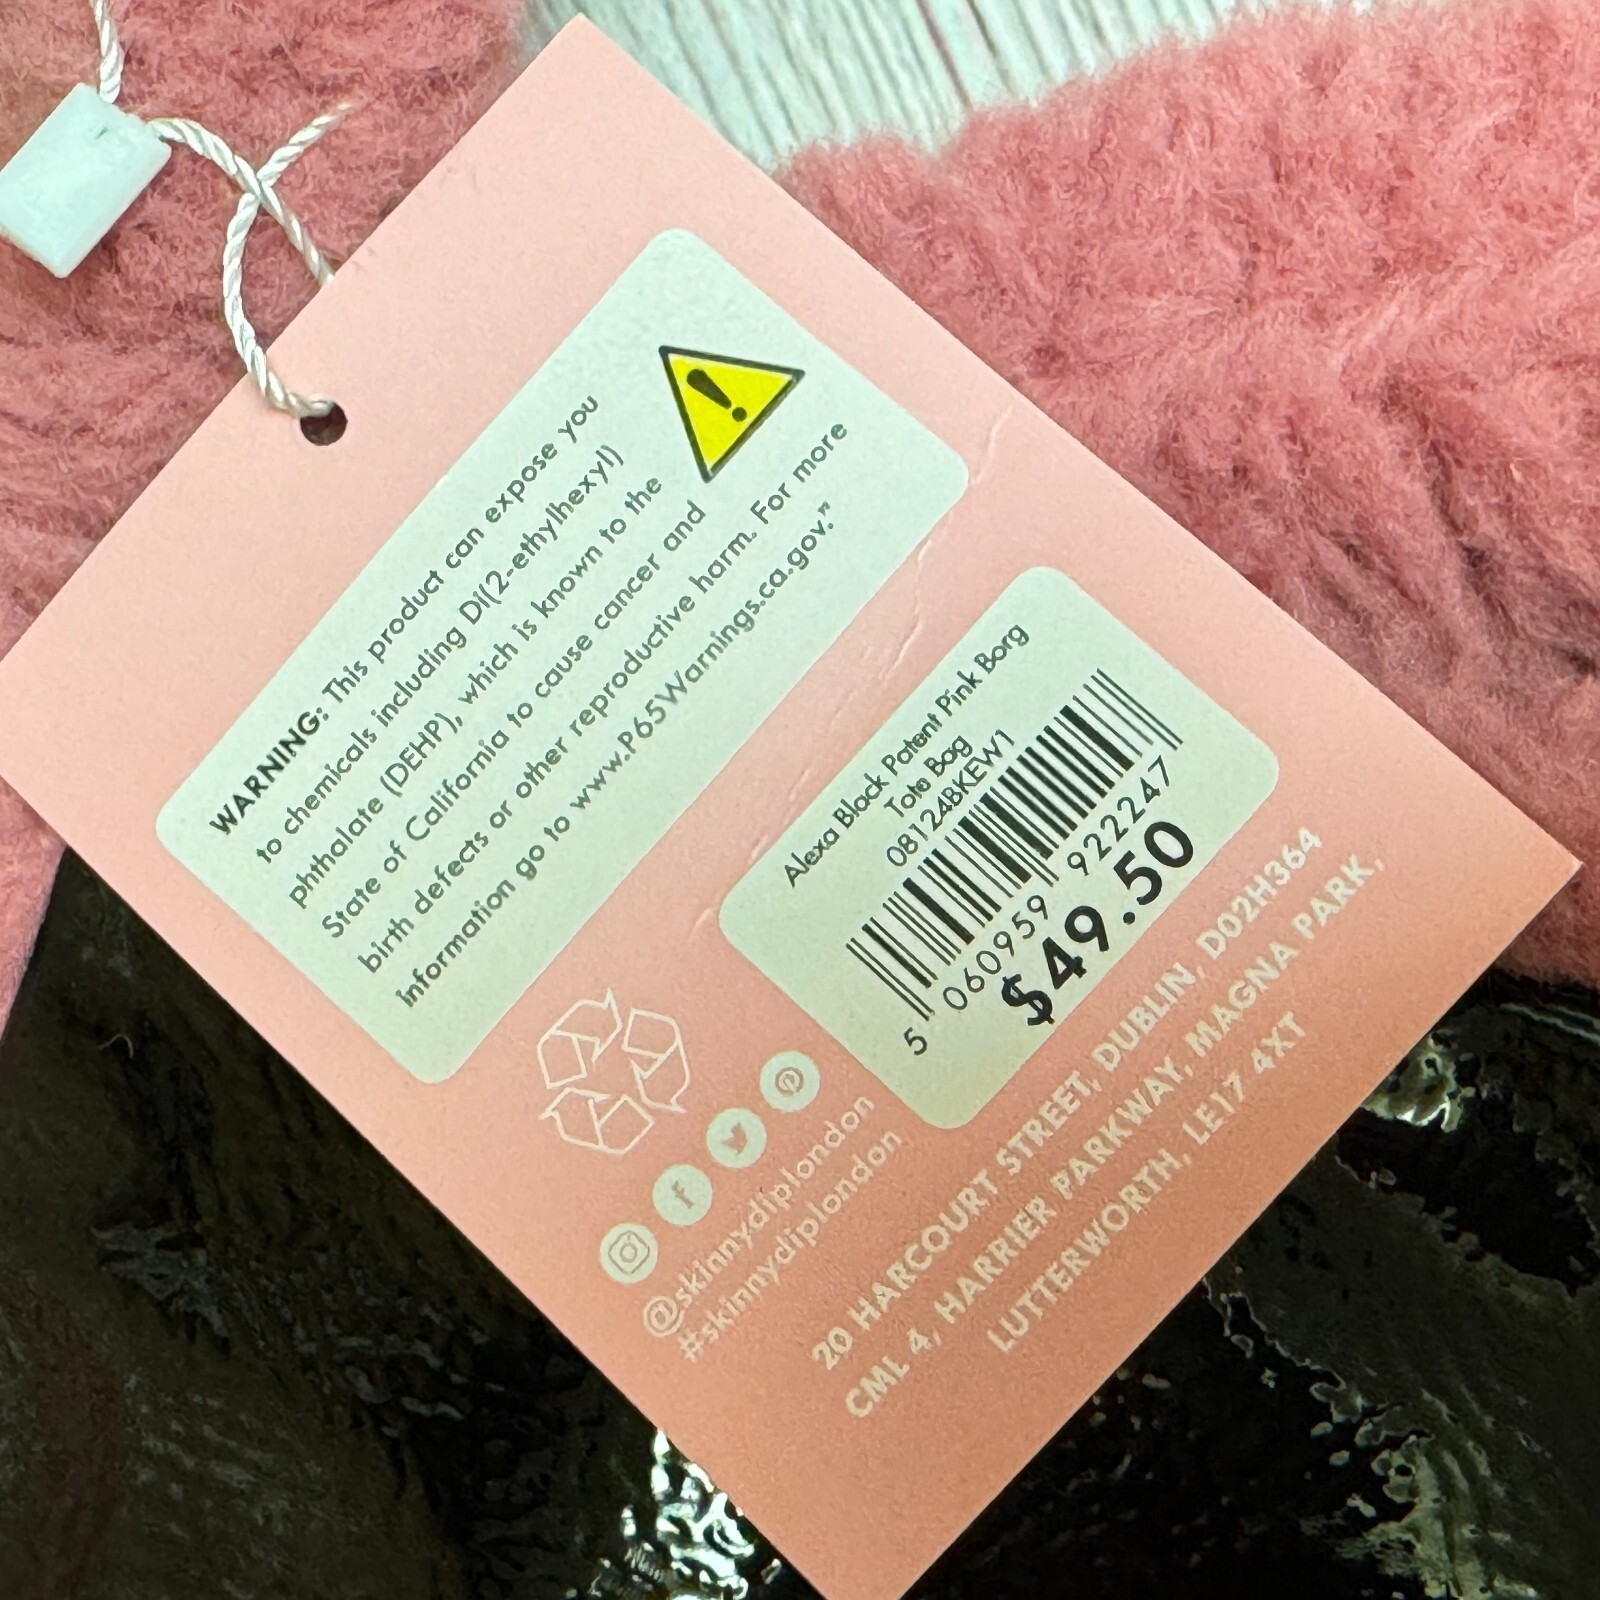 WARNING: This product can expose you
to chemicals including DI(2-ethylhexyl)
phthalate (DEHP), which is known to the
State of California to cause cancer and
birth defects or other reproductive harm. For more
information go to www.P65Warnings.ca.gov.”
Alexa Black Patent Pink Borg
Tote Bag
08124BKEW1
5 060959 922247
$49.50
@skinnydiplondon
#skinnydiplondon
20 HARCOURT STREET, DUBLIN, D02H364
CML 4, HARRIER PARKWAY, MAGNA PARK,
LUTTERWORTH, LE17 4XT